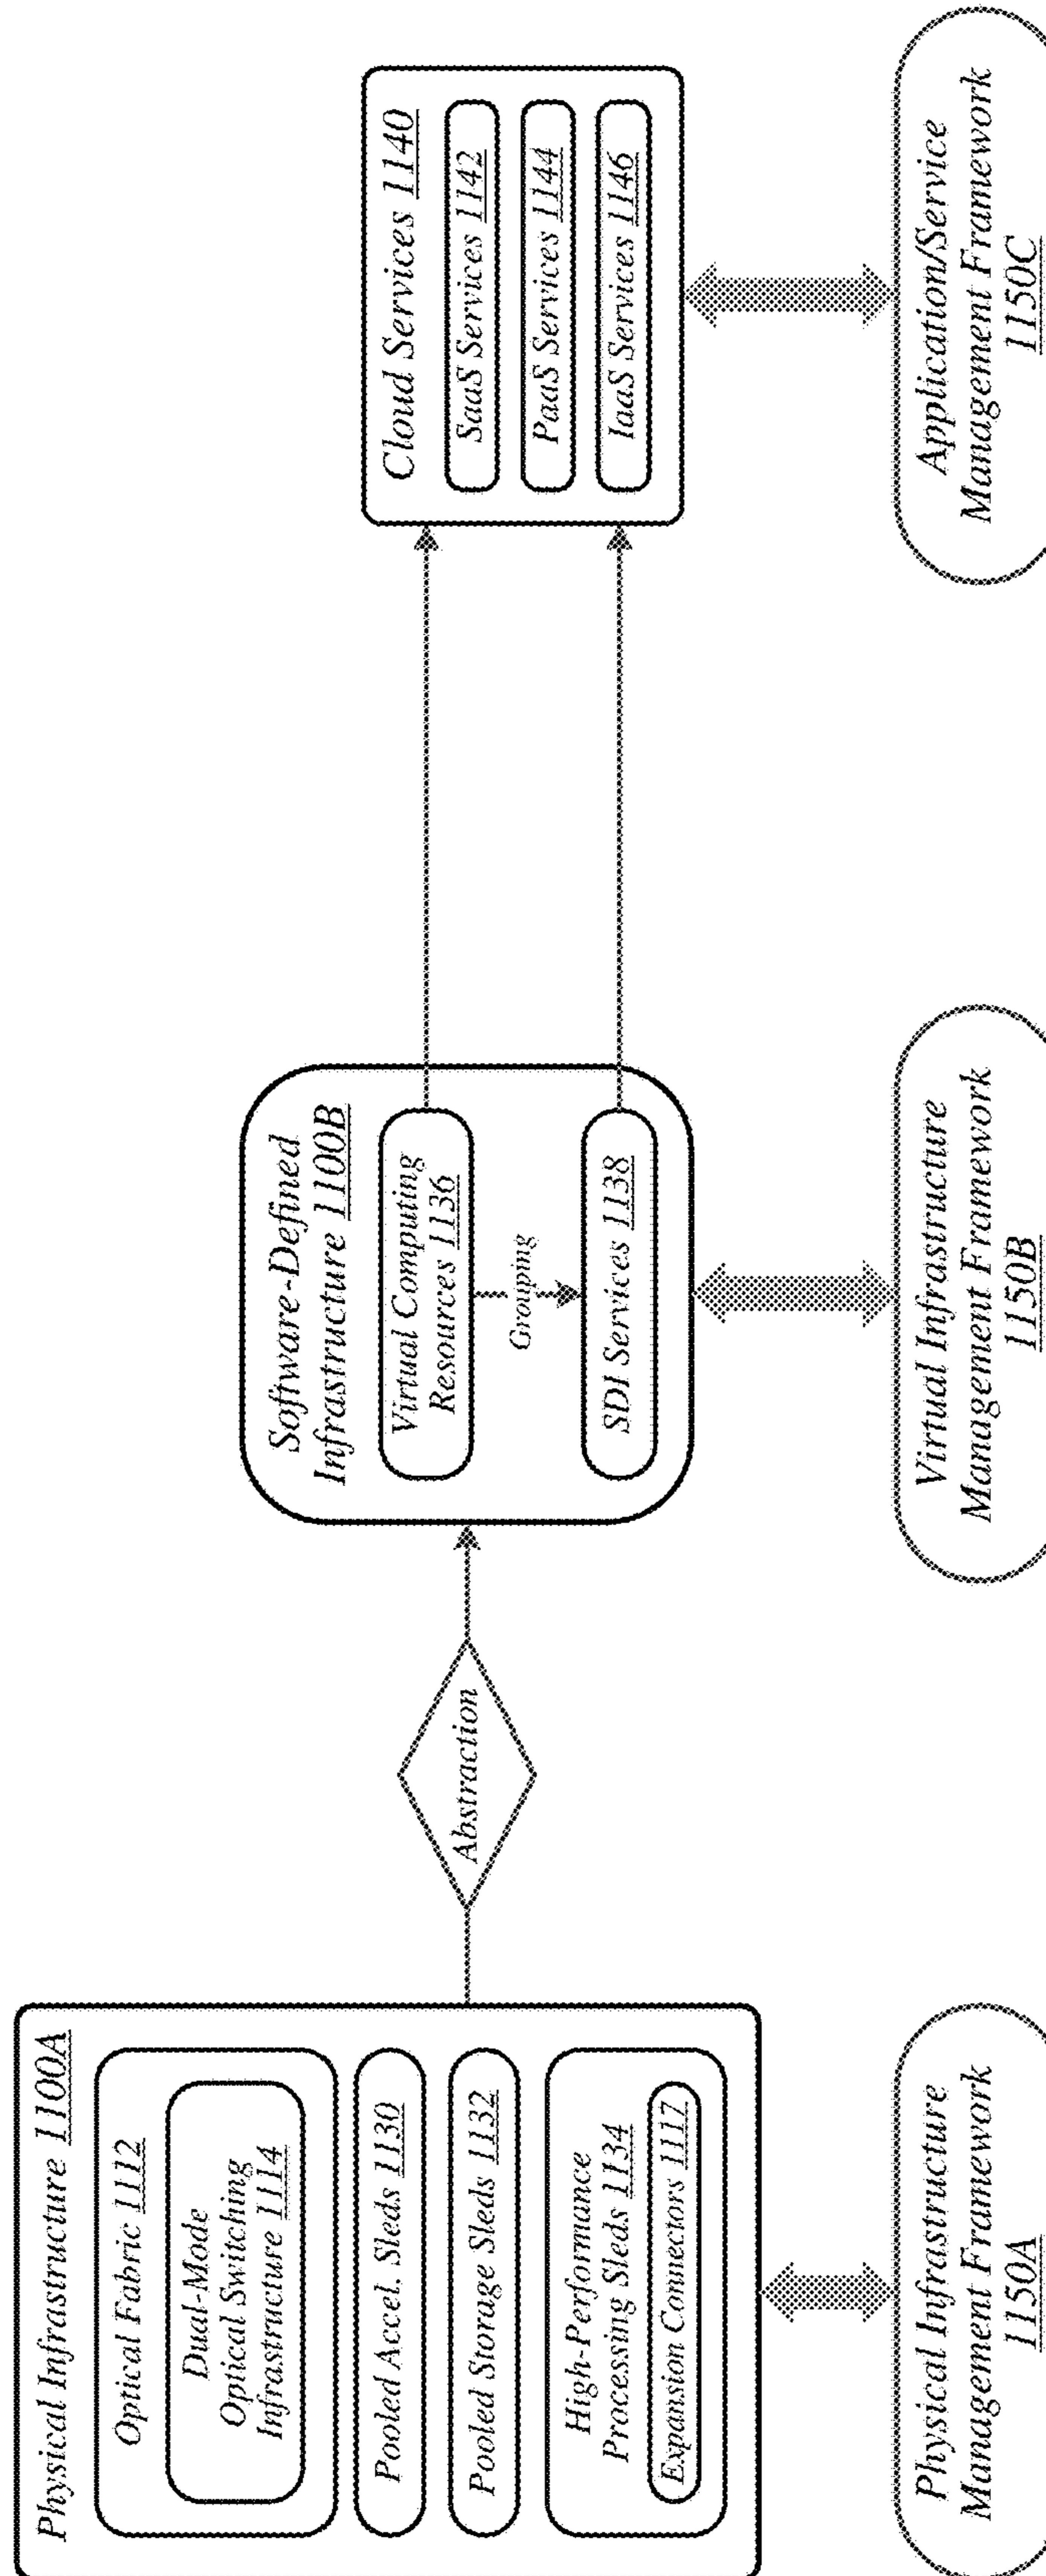 Physical Infrastructure 1100A
Optical Fabric 1112
Dual-Mode
Optical Switching
Infrastructure 1114
Pooled Accel. Sleds 1130
Pooled Storage Sleds 1132
High-Performance
Processing Sleds 1134
Expansion Connectors 1117
Physical Infrastructure
Management Framework
1150A
Abstraction
Software-Defined
Infrastructure 1100B
Virtual Computing
Resources 1136
Grouping
SDI Services 1138
Virtual Infrastructure
Management Framework
1150B
Cloud Services 1140
SaaS Services 1142
PaaS Services 1144
IaaS Services 1146
Application/Service
Management Framework
1150C